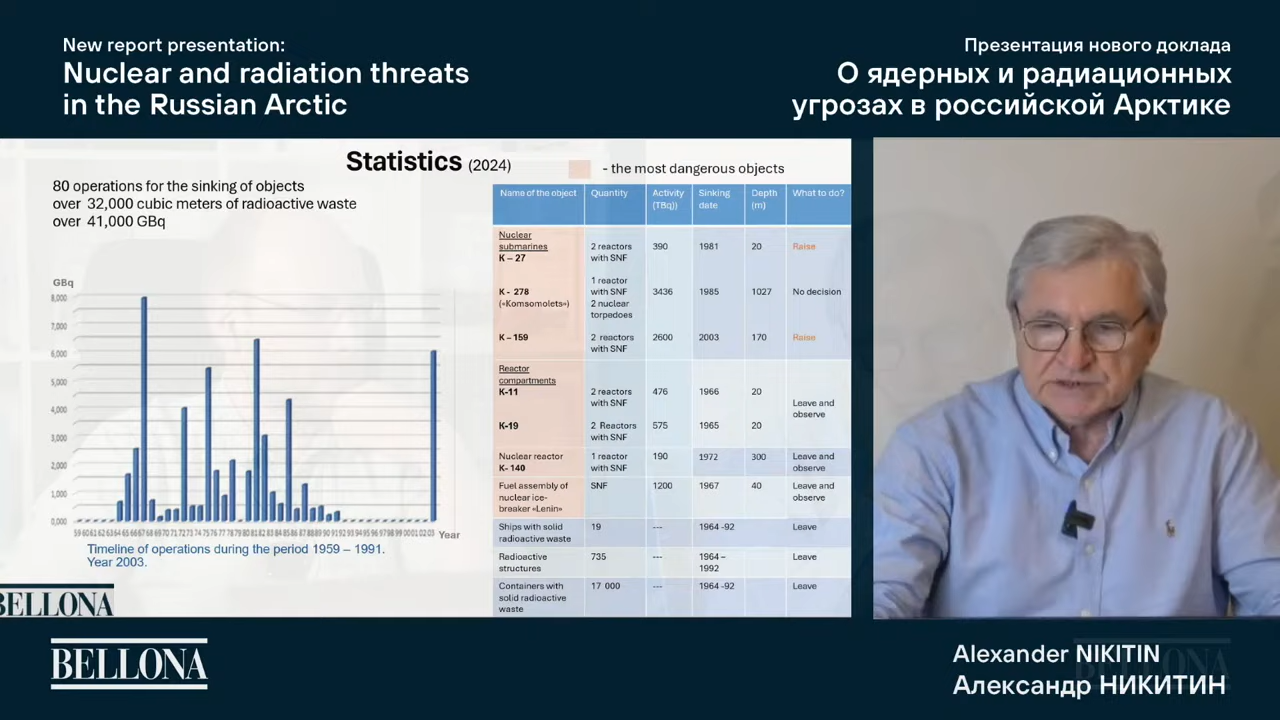 New report presentation:
Nuclear and radiation threats
in the Russian Arctic
Презентация нового доклада
О ядерных и радиационных
угрозах в российской Арктике
Statistics (2024)
- the most dangerous objects
80 operations for the sinking of objects
over 32,000 cubic meters of radioactive waste
over 41,000 GBq
GBq
8,000
7,000
6,000
5,000
4,000
3,000
2,000
1,000
0,000
Year
Timeline of operations during the period 1959 – 1991.
Year 2003.
Name of the object Quantity Activity (TBq)) Sinking date Depth (m) What to do?
Nuclear submarines
K – 27 2 reactors with SNF 390 1981 20 Raise
K - 278 («Komsomolets») 1 reactor with SNF 2 nuclear torpedoes 3436 1985 1027 No decision
K – 159 2 reactors with SNF 2600 2003 170 Raise
Reactor compartments
K-11 2 reactors with SNF 476 1966 20
Leave and observe
K-19 2 Reactors with SNF 575 1965 20
Nuclear reactor K- 140 1 reactor with SNF 190 1972 300 Leave and observe
Fuel assembly of nuclear ice-breaker «Lenin» SNF 1200 1967 40 Leave and observe
Ships with solid radioactive waste 19 --- 1964 -92 Leave
Radioactive structures 735 --- 1964 – 1992 Leave
Containers with solid radioactive waste 17 000 --- 1964 -92 Leave
BELLONA
BELLONA
Alexander NIKITIN
Александр НИКИТИН